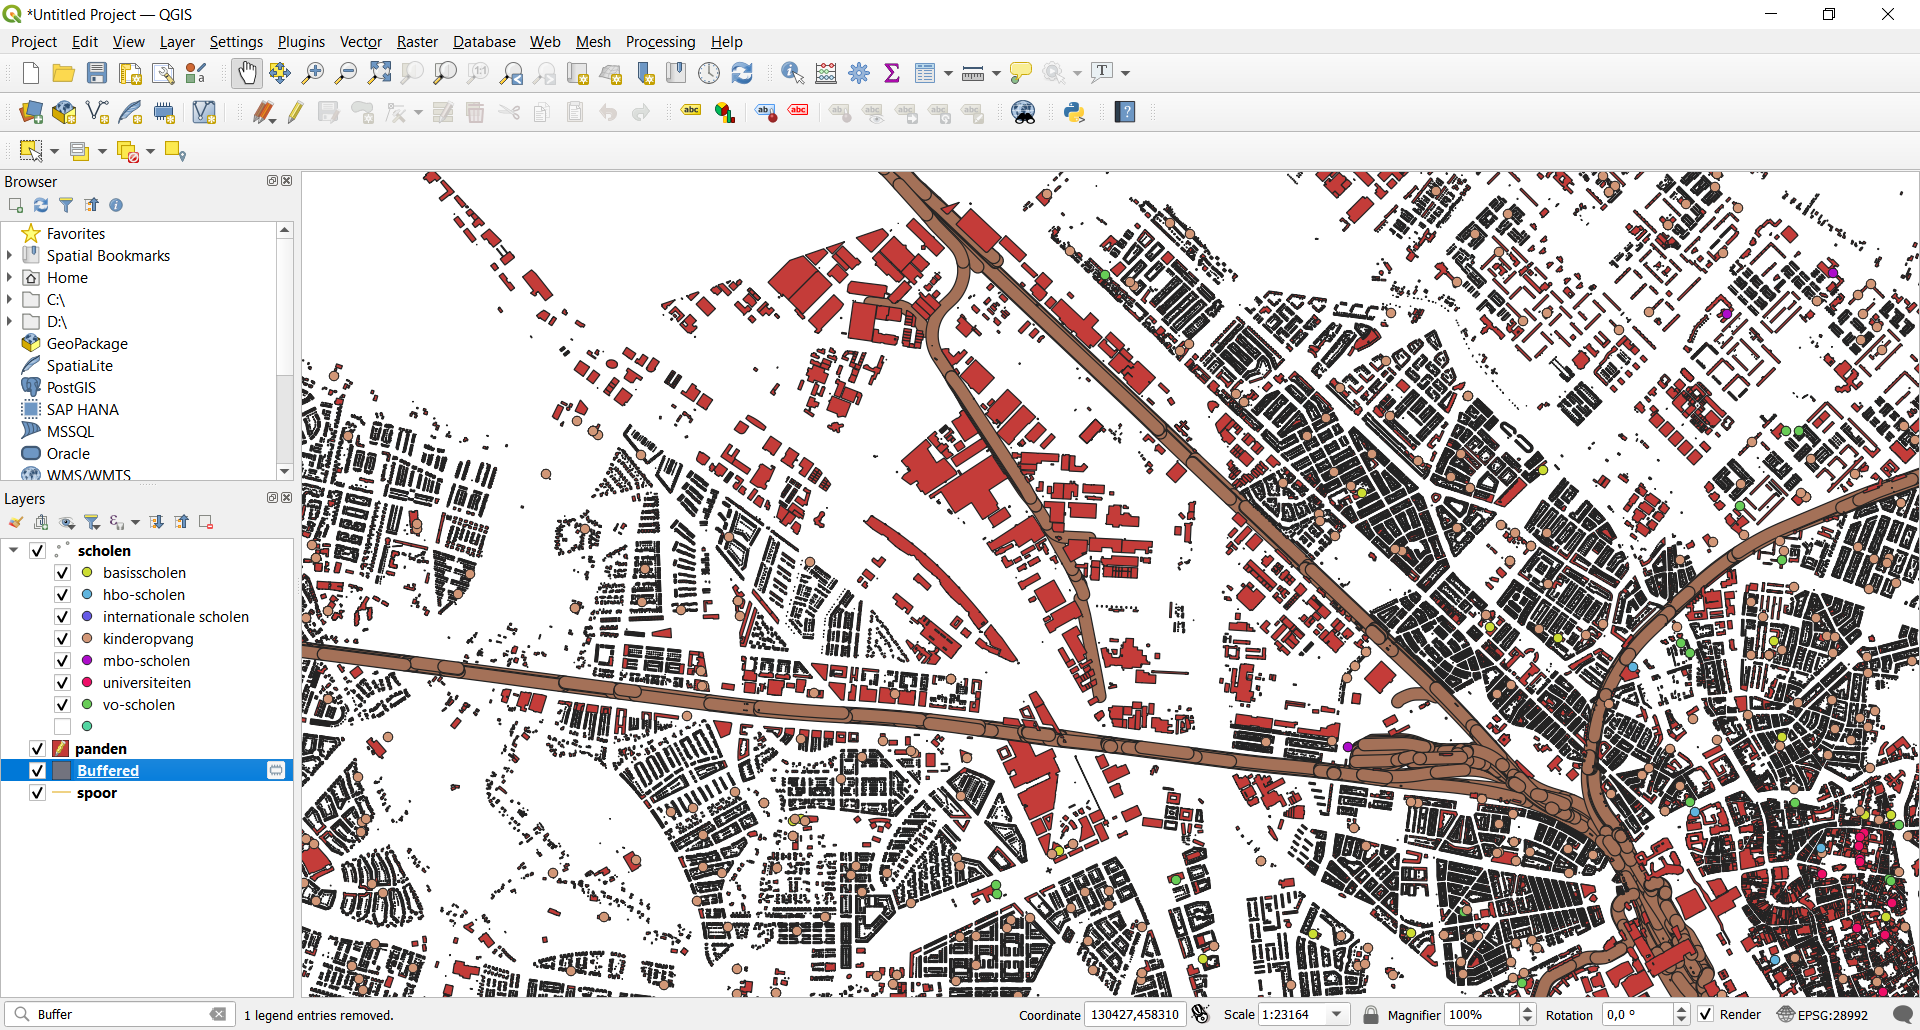 *Untitled Project — QGIS
Project Edit View Layer Settings Plugins Vector Raster Database Web Mesh Processing Help
Browser
Favorites
Spatial Bookmarks
Home
C:\
D:\
GeoPackage
SpatiaLite
PostGIS
SAP HANA
MSSQL
Oracle
WMS/WMTS
Layers
scholen
basisscholen
hbo-scholen
internationale scholen
kinderopvang
mbo-scholen
universiteiten
vo-scholen
panden
Buffered
spoor
Buffer
1 legend entries removed.
Coordinate 130427,458310 Scale 1:23164 Magnifier 100% Rotation 0,0 ° Render EPSG:28992